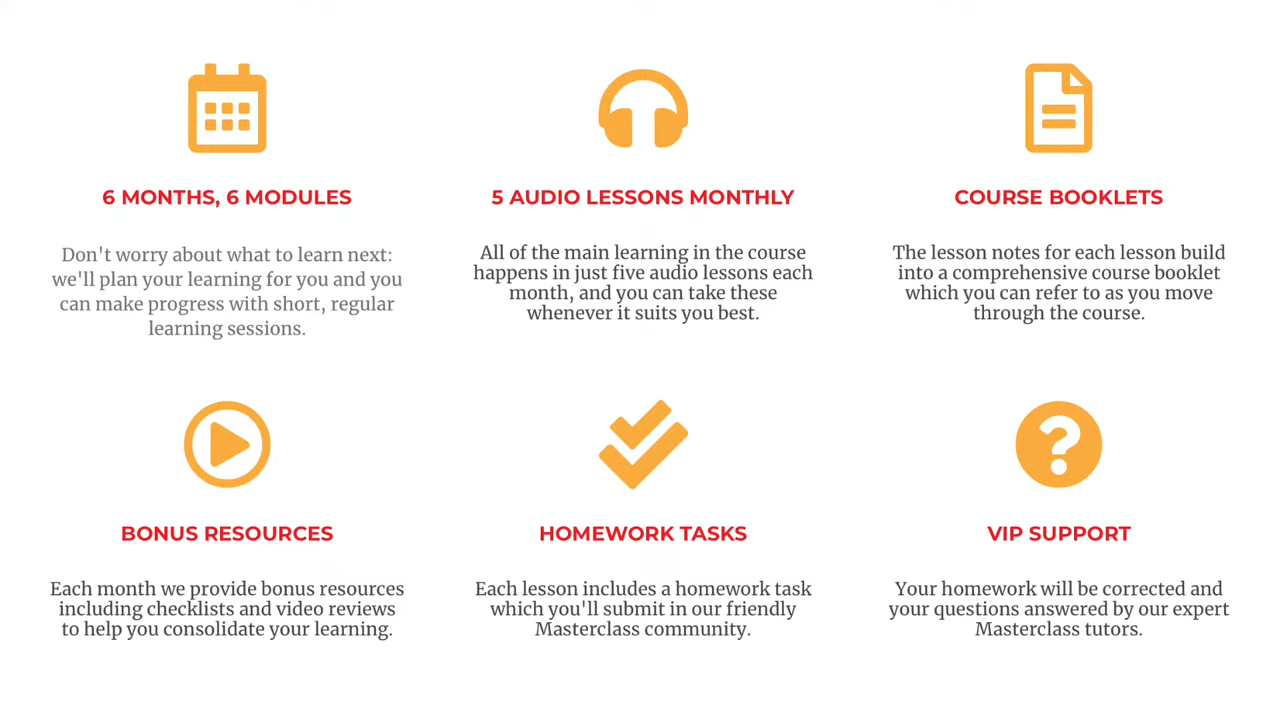 6 MONTHS, 6 MODULES
Don't worry about what to learn next:
we'll plan your learning for you and you
can make progress with short, regular
learning sessions.
5 AUDIO LESSONS MONTHLY
All of the main learning in the course
happens in just five audio lessons each
month, and you can take these
whenever it suits you best.
COURSE BOOKLETS
The lesson notes for each lesson build
into a comprehensive course booklet
which you can refer to as you move
through the course.
BONUS RESOURCES
Each month we provide bonus resources
including checklists and video reviews
to help you consolidate your learning.
HOMEWORK TASKS
Each lesson includes a homework task
which you'll submit in our friendly
Masterclass community.
VIP SUPPORT
Your homework will be corrected and
your questions answered by our expert
Masterclass tutors.